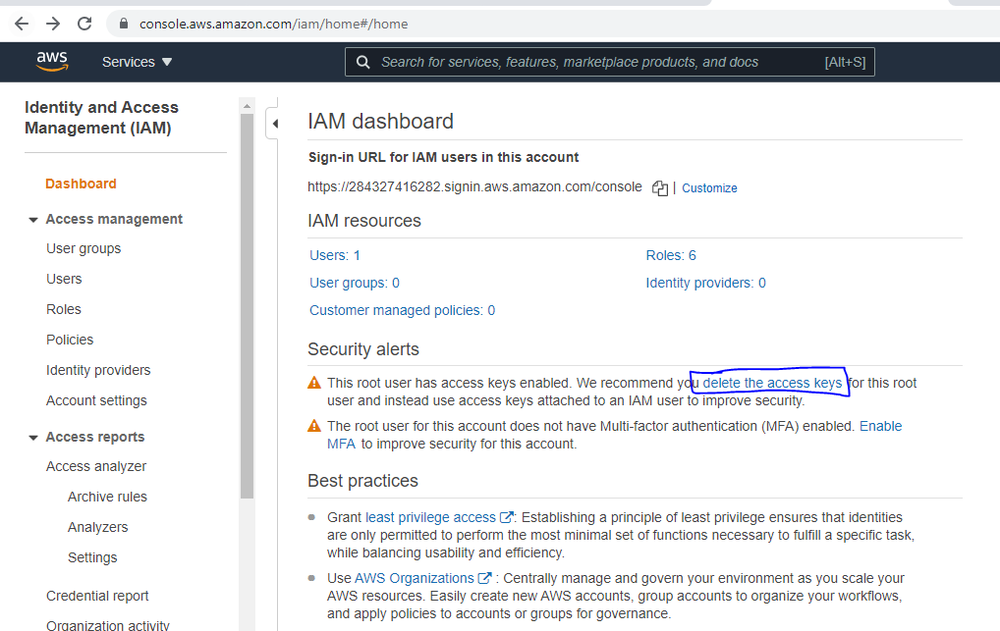 console.aws.amazon.com/iam/home#/home
aws
Services
Search for services, features, marketplace products, and docs
[Alt+S]
Identity and Access
Management (IAM)
Dashboard
Access management
User groups
Users
Roles
Policies
Identity providers
Account settings
Access reports
Access analyzer
Archive rules
Analyzers
Settings
Credential report
Organization activity
IAM dashboard
Sign-in URL for IAM users in this account
https://284327416282.signin.aws.amazon.com/console | Customize
IAM resources
Users: 1
Roles: 6
User groups: 0
Identity providers: 0
Customer managed policies: 0
Security alerts
This root user has access keys enabled. We recommend you delete the access keys for this root
user and instead use access keys attached to an IAM user to improve security.
The root user for this account does not have Multi-factor authentication (MFA) enabled. Enable
MFA to improve security for this account.
Best practices
Grant least privilege access : Establishing a principle of least privilege ensures that identities
are only permitted to perform the most minimal set of functions necessary to fulfill a specific task,
while balancing usability and efficiency.
Use AWS Organizations : Centrally manage and govern your environment as you scale your
AWS resources. Easily create new AWS accounts, group accounts to organize your workflows,
and apply policies to accounts or groups for governance.